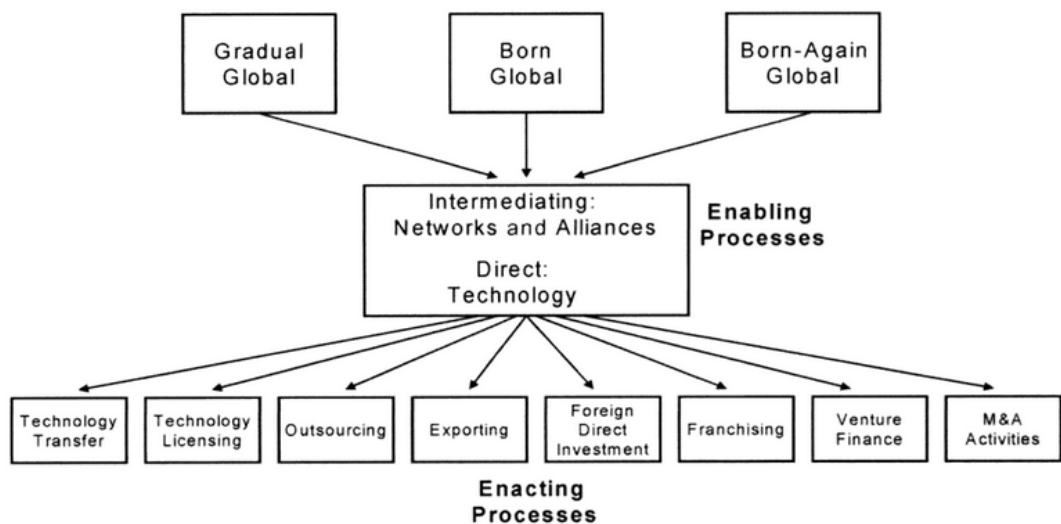 Gradual
Global
Born
Global
Born-Again
Global
Intermediating:
Networks and Alliances
Direct:
Technology
Enabling
Processes
Technology
Transfer
Technology
Licensing
Outsourcing
Exporting
Foreign
Direct
Investment
Franchising
Venture
Finance
M&A
Activities
Enacting
Processes